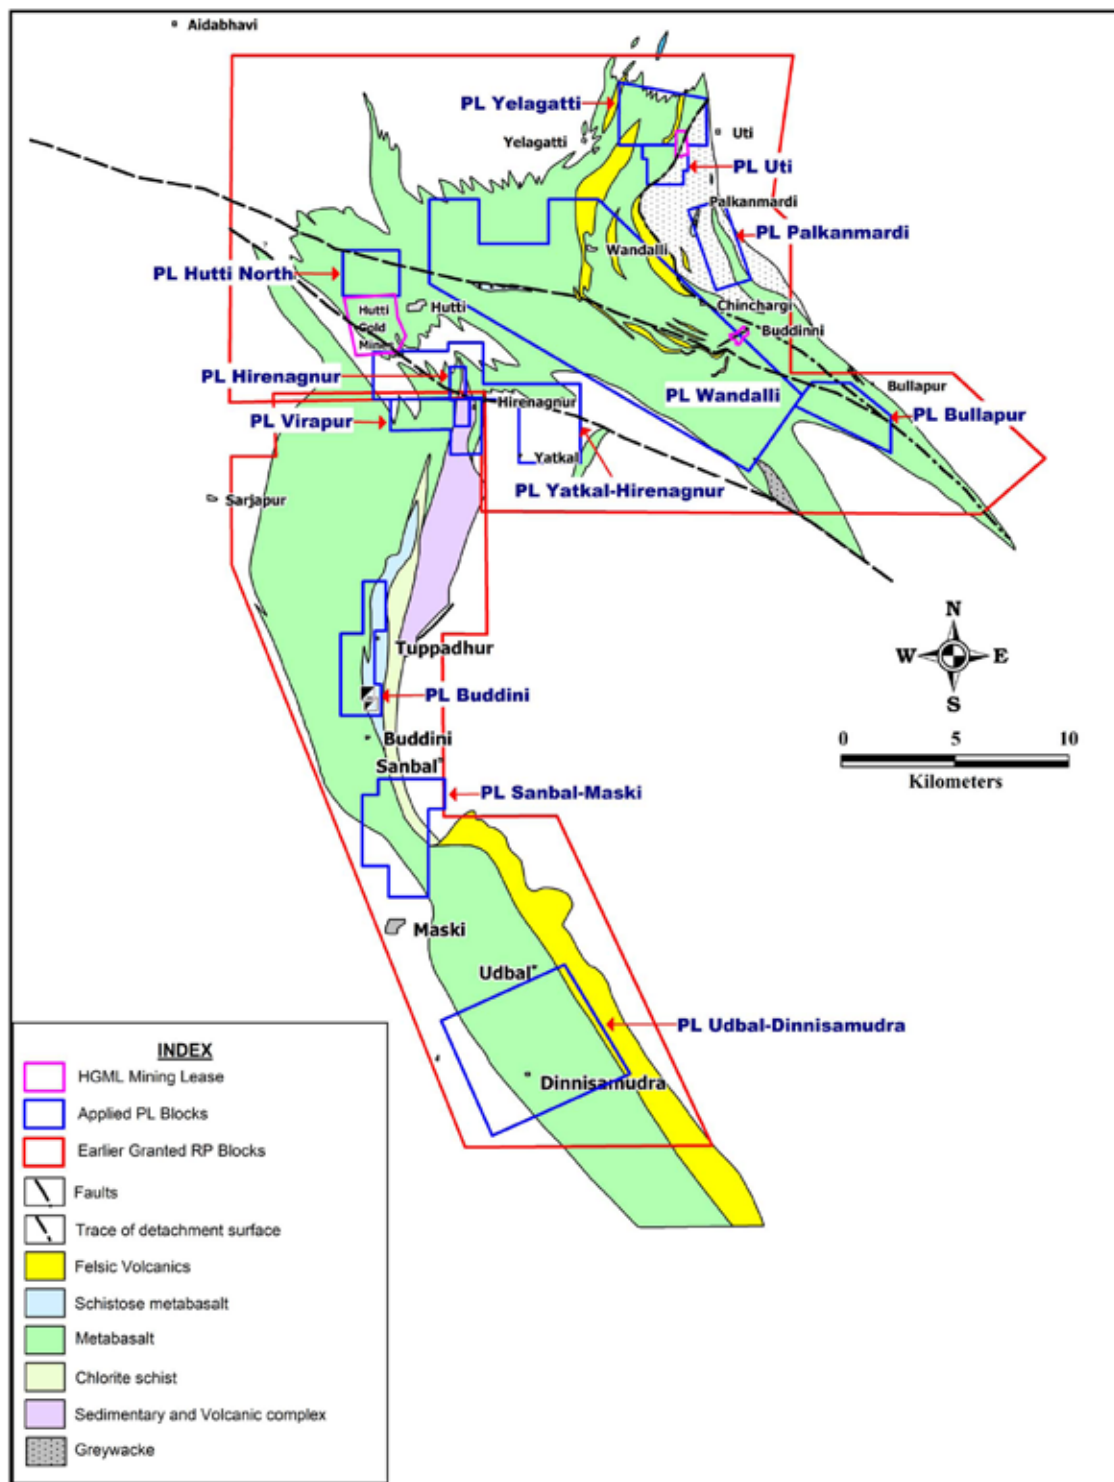 Aidabhavi
PL Yelagatti
Yelagatti
Uti
PL Uti
Palkanmardi
PL Palkanmardi
Wandalli
PL Hutti North
Chinchargi
Hutti
Hutti
Gold
Mines
Buddinni
PL Hirenagnur
Bullapur
PL Wandalli
Hirenagnur
PL Bullapur
PL Virapur
Yatkal
PL Yatkal-Hirenagnur
Sarjapur
N
W
E
S
Tuppadhur
PL Buddini
Buddini
Sanbal
0 5 10
Kilometers
PL Sanbal-Maski
Maski
Udbal
PL Udbal-Dinnisamudra
Dinnisamudra
INDEX
HGML Mining Lease
Applied PL Blocks
Earlier Granted RP Blocks
Faults
Trace of detachment surface
Felsic Volcanics
Schistose metabasalt
Metabasalt
Chlorite schist
Sedimentary and Volcanic complex
Greywacke